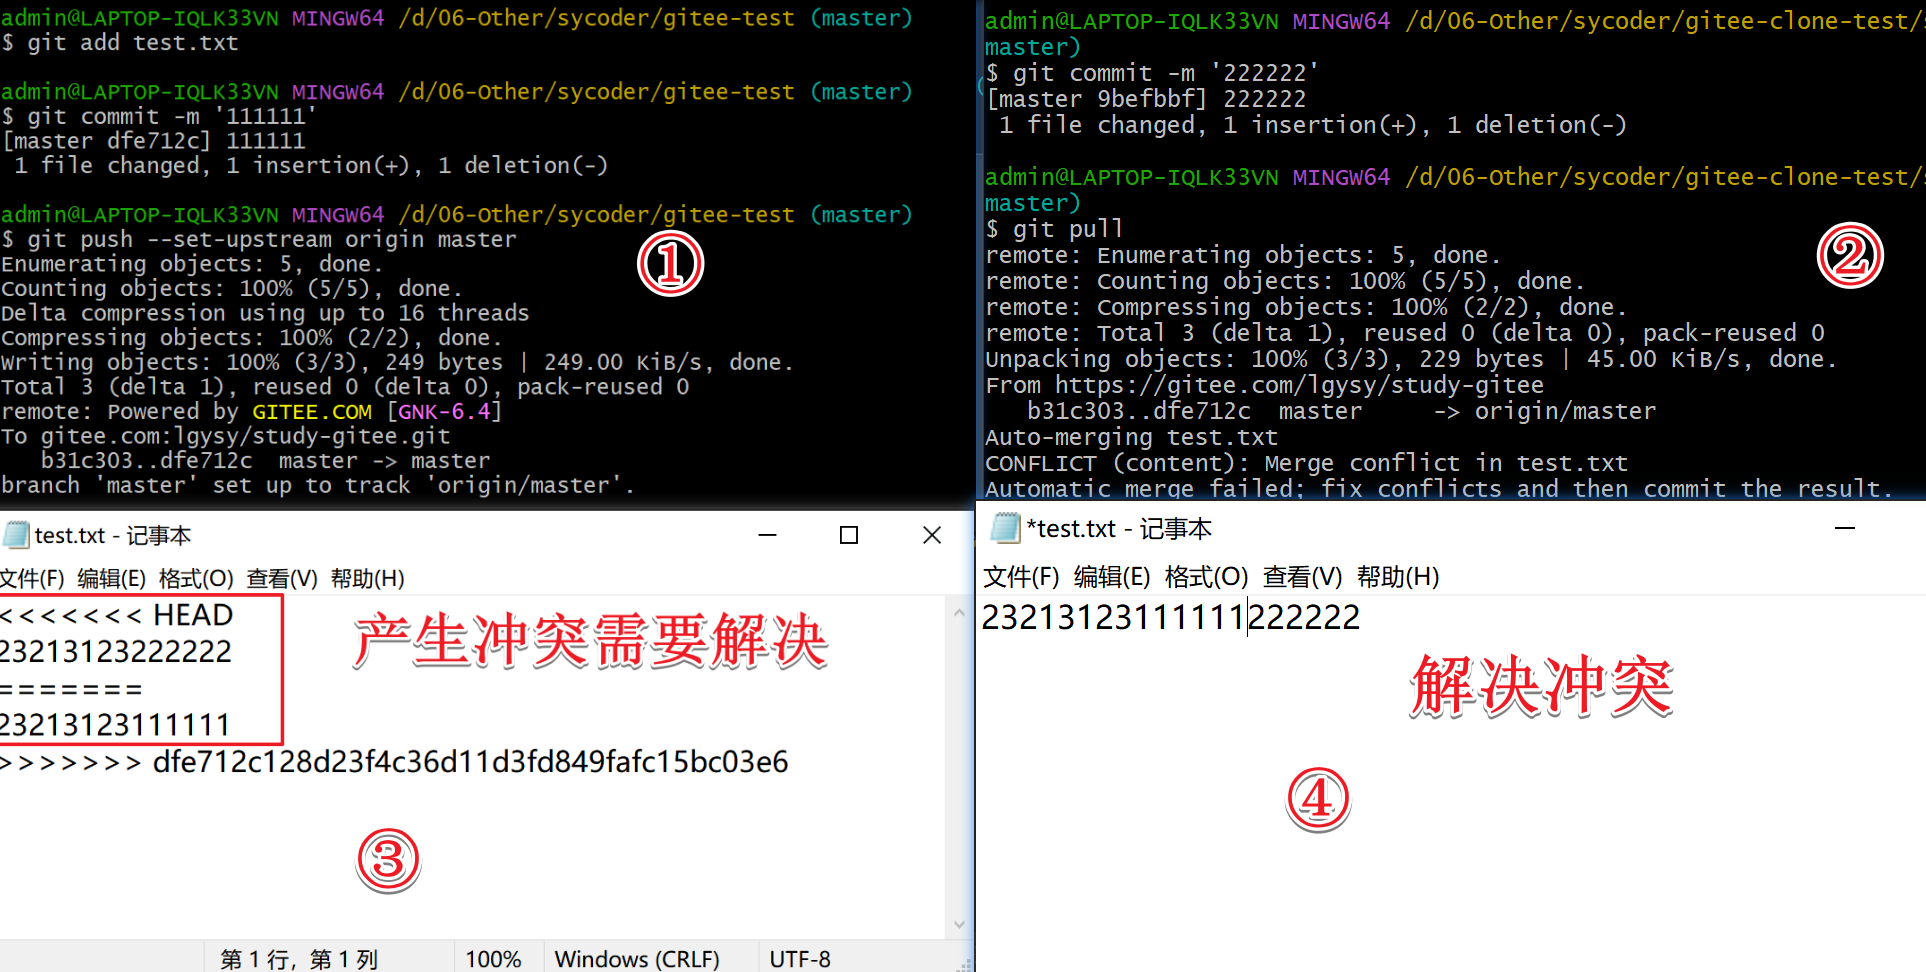 admin@LAPTOP-IQLK33VN MINGW64 /d/06-Other/sycoder/gitee-test (master)
$ git add test.txt
admin@LAPTOP-IQLK33VN MINGW64 /d/06-Other/sycoder/gitee-test (master)
$ git commit -m '111111'
[master dfe712c] 111111
1 file changed, 1 insertion(+), 1 deletion(-)
admin@LAPTOP-IQLK33VN MINGW64 /d/06-Other/sycoder/gitee-test (master)
$ git push --set-upstream origin master
Enumerating objects: 5, done.
Counting objects: 100% (5/5), done.
Delta compression using up to 16 threads
Compressing objects: 100% (2/2), done.
Writing objects: 100% (3/3), 249 bytes | 249.00 KiB/s, done.
Total 3 (delta 1), reused 0 (delta 0), pack-reused 0
remote: Powered by GITEE.COM [GNK-6.4]
To gitee.com:lgysy/study-gitee.git
b31c303..dfe712c  master -> master
branch 'master' set up to track 'origin/master'.
①
admin@LAPTOP-IQLK33VN MINGW64 /d/06-Other/sycoder/gitee-clone-test/
master)
$ git commit -m '222222'
[master 9befbbf] 222222
1 file changed, 1 insertion(+), 1 deletion(-)
admin@LAPTOP-IQLK33VN MINGW64 /d/06-Other/sycoder/gitee-clone-test/
master)
$ git pull
remote: Enumerating objects: 5, done.
remote: Counting objects: 100% (5/5), done.
remote: Compressing objects: 100% (2/2), done.
remote: Total 3 (delta 1), reused 0 (delta 0), pack-reused 0
Unpacking objects: 100% (3/3), 229 bytes | 45.00 KiB/s, done.
From https://gitee.com/lgysy/study-gitee
b31c303..dfe712c  master     -> origin/master
Auto-merging test.txt
CONFLICT (content): Merge conflict in test.txt
Automatic merge failed; fix conflicts and then commit the result.
②
test.txt - 记事本
文件(F) 编辑(E) 格式(O) 查看(V) 帮助(H)
<<<<<<< HEAD
23213123222222
=======
23213123111111
>>>>>>> dfe712c128d23f4c36d11d3fd849fafc15bc03e6
产生冲突需要解决
③
第 1 行，第 1 列 100% Windows (CRLF) UTF-8
*test.txt - 记事本
文件(F) 编辑(E) 格式(O) 查看(V) 帮助(H)
23213123111111222222
解决冲突
④